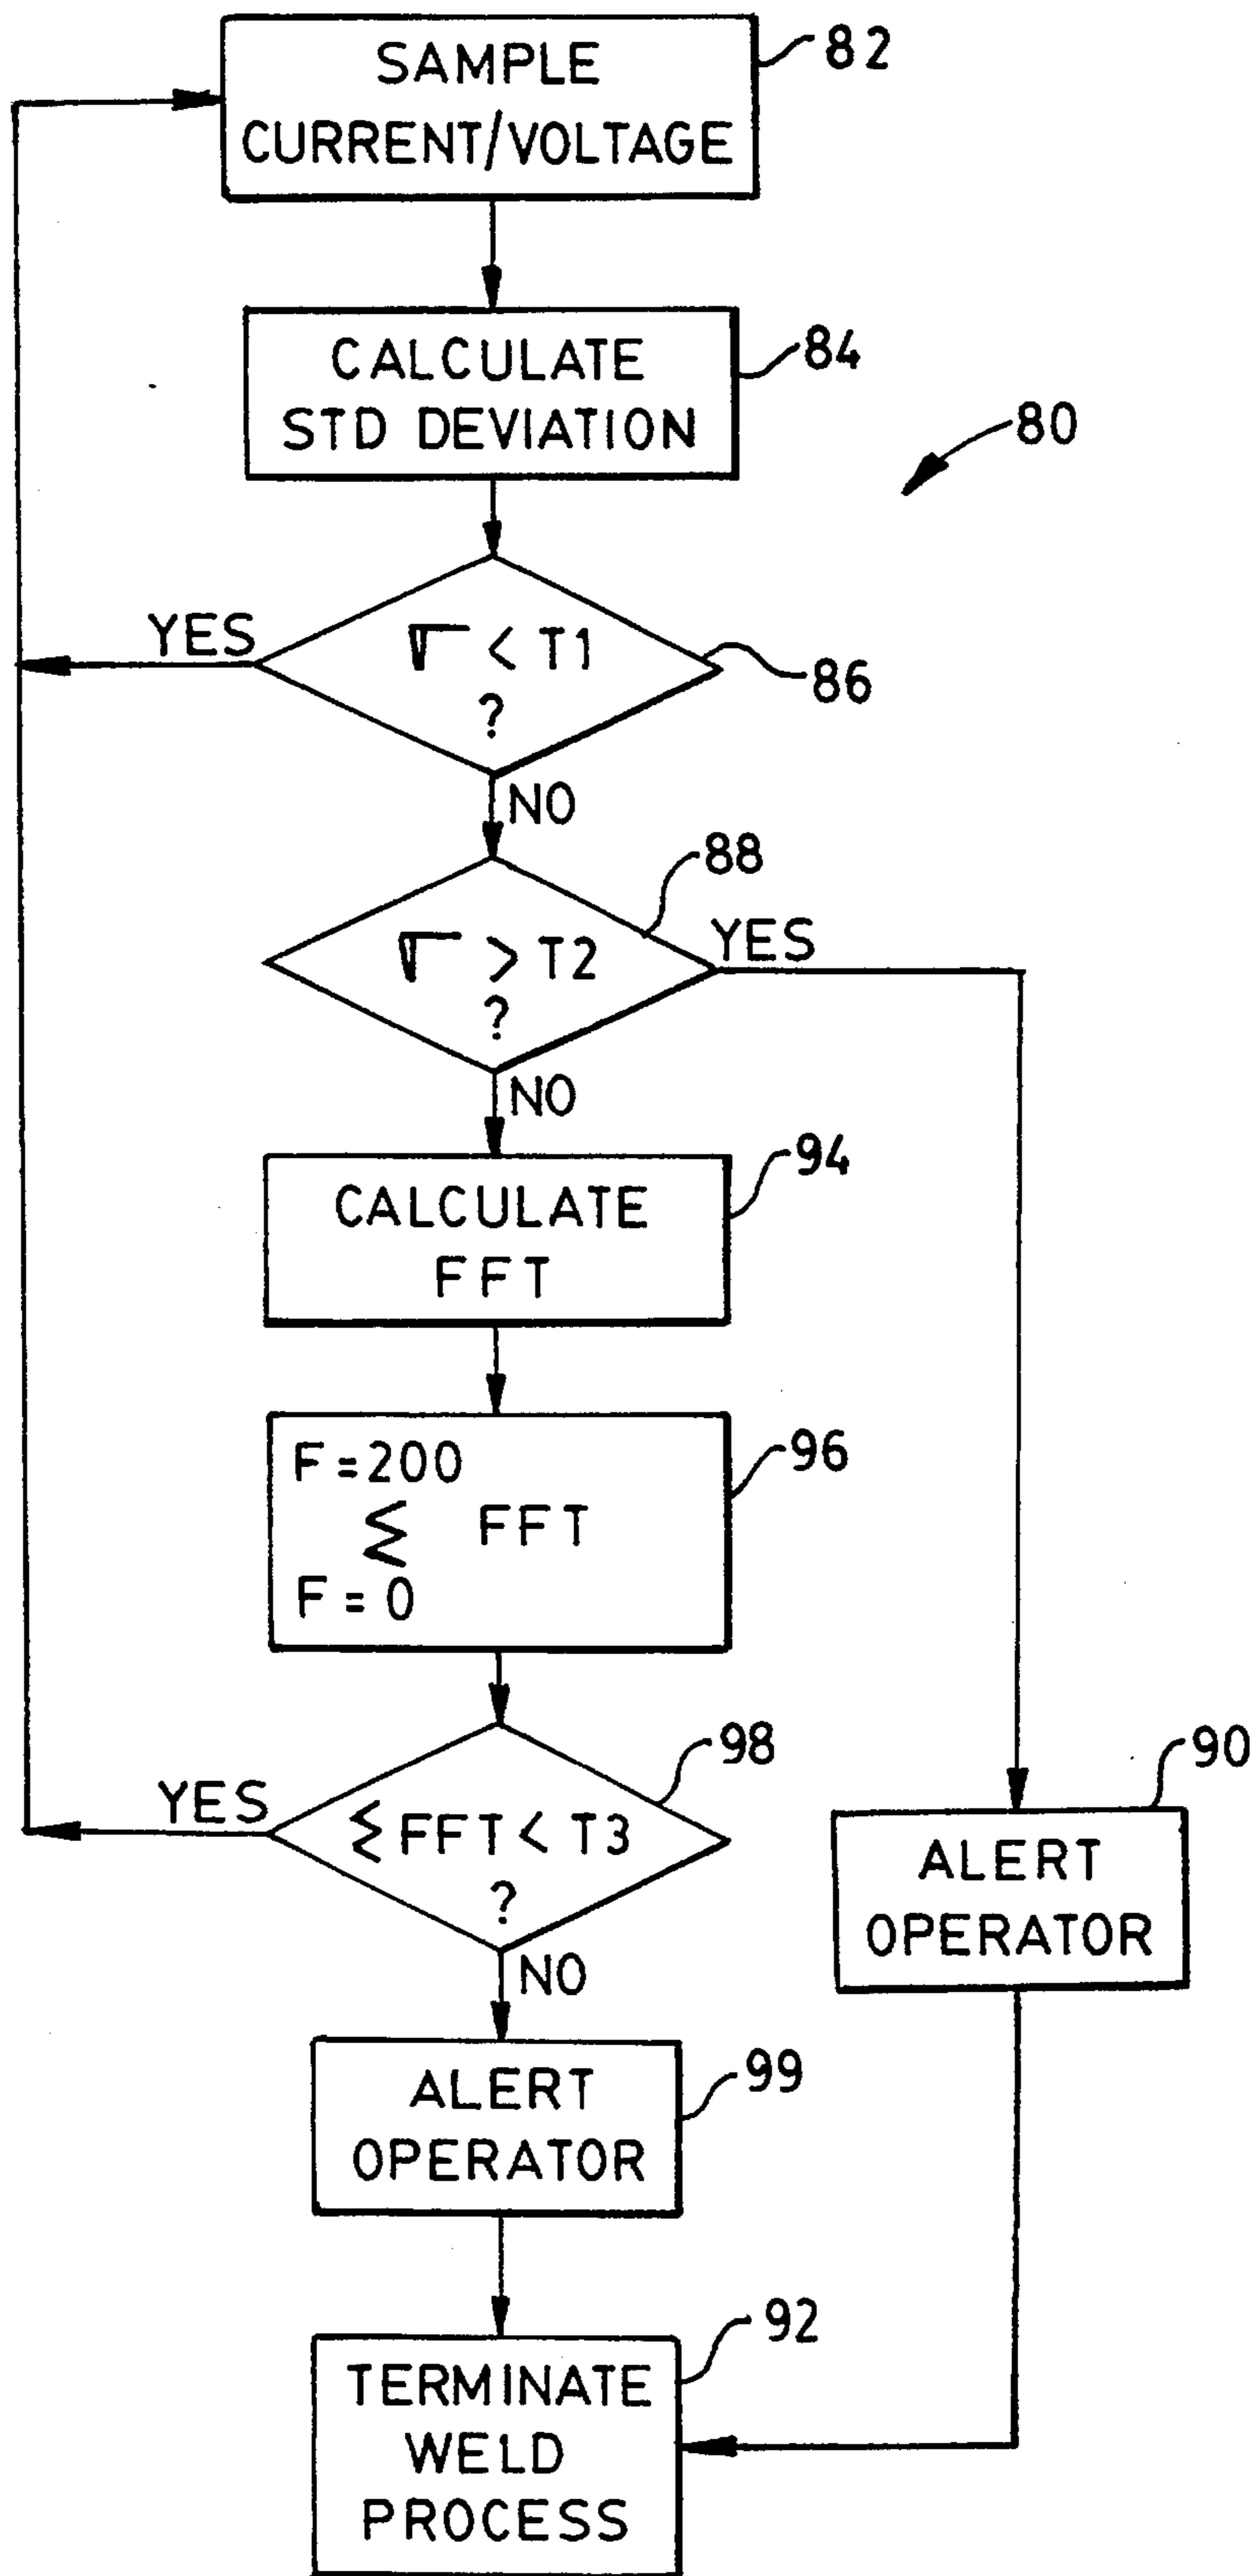 82
SAMPLE
CURRENT/VOLTAGE
84
CALCULATE
STD DEVIATION
80
YES
√ < T1
?
86
NO
88
YES
√ > T2
?
NO
94
CALCULATE
FFT
96
F = 200
Σ FFT
F = 0
98
YES
Σ FFT < T3
?
90
ALERT
OPERATOR
NO
99
ALERT
OPERATOR
92
TERMINATE
WELD
PROCESS